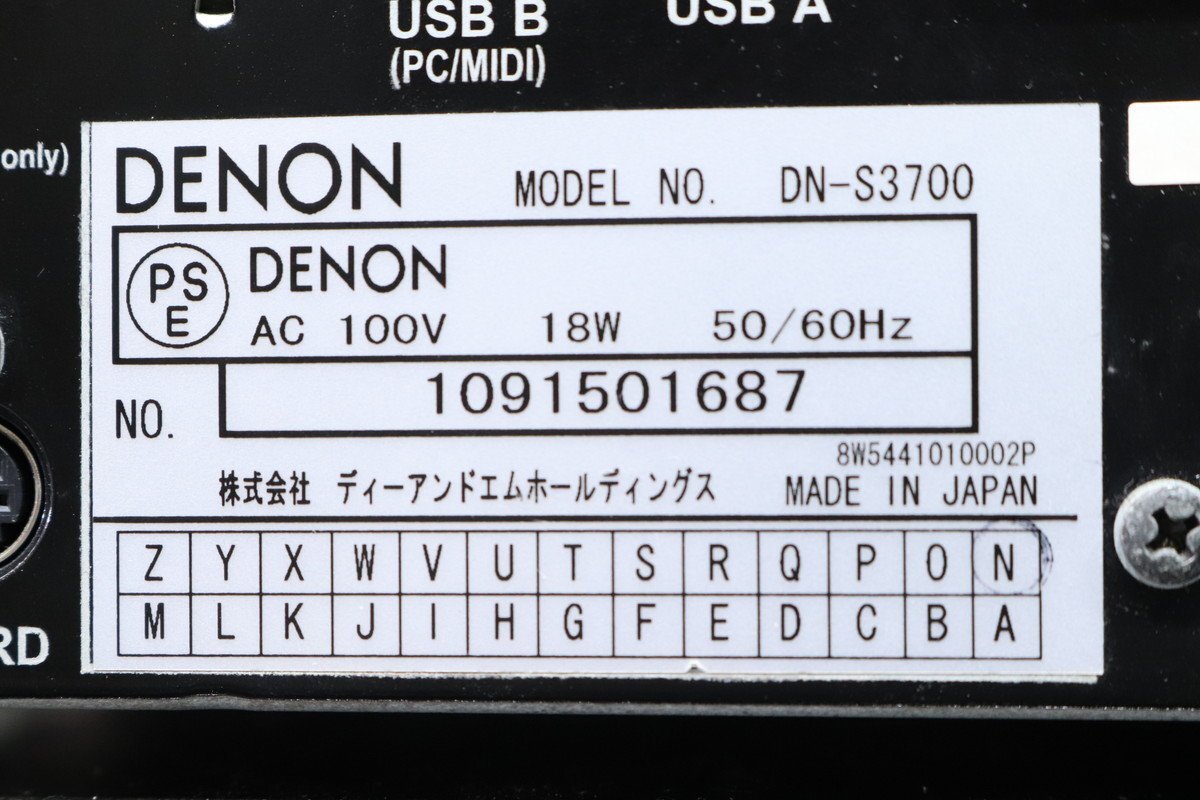 USB B
USB A
(PC/MIDI)
only)
DENON MODEL NO. DN-S3700
PS
E
DENON
AC 100V 18W 50/60Hz
NO. 1091501687
8W5441010002P
株式会社 ディーアンドエムホールディングス MADE IN JAPAN
Z Y X W V U T S R Q P O N
M L K J I H G F E D C B A
RD